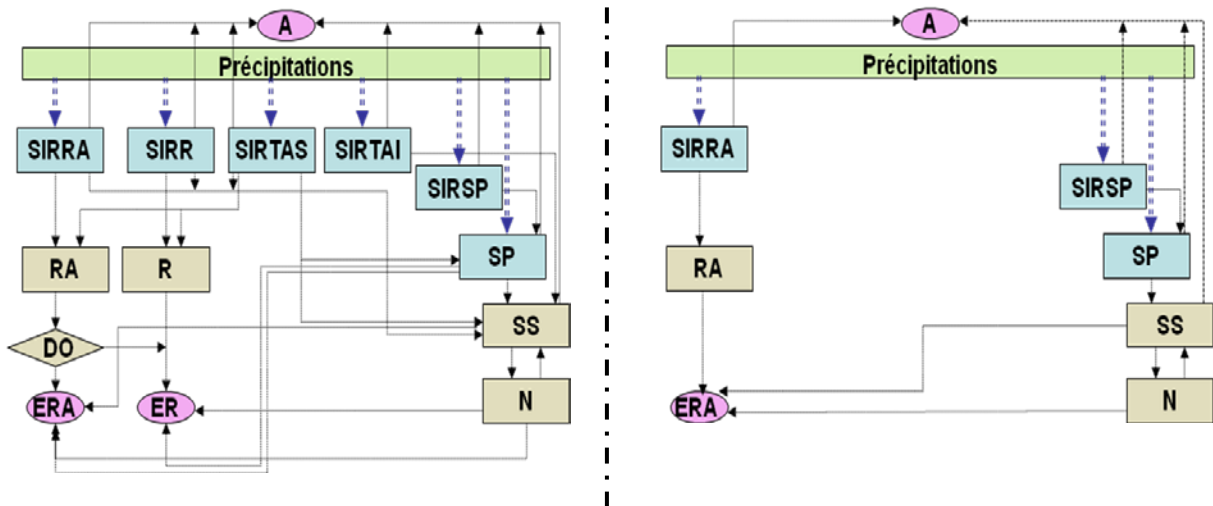 A
Précipitations
SIRRA
SIRR
SIRTAS
SIRTAI
SIRSP
SP
RA
R
SS
DO
N
ERA
ER
A
Précipitations
SIRRA
SIRSP
SP
RA
SS
N
ERA